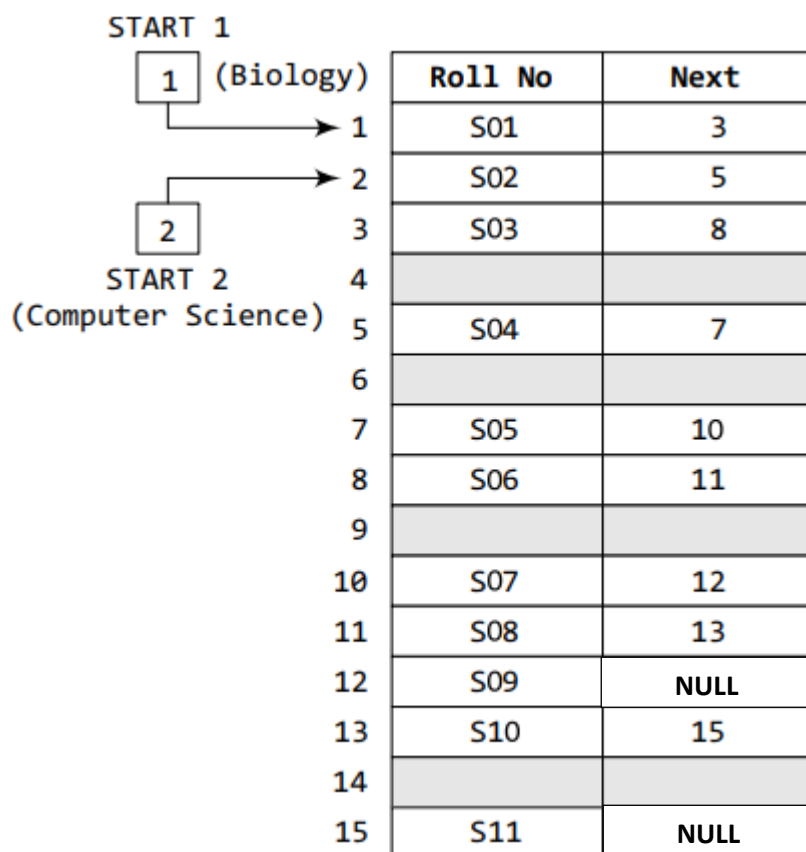 START 1
1 (Biology) Roll No Next
1 S01 3
2 S02 5
2 3 S03 8
START 2 4
(Computer Science) 5 S04 7
6
7 S05 10
8 S06 11
9
10 S07 12
11 S08 13
12 S09 NULL
13 S10 15
14
15 S11 NULL